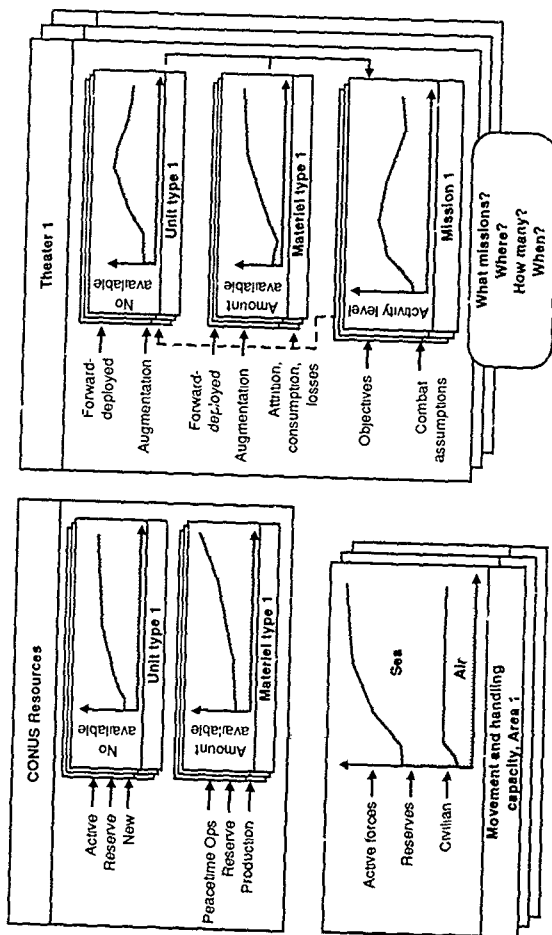 CONUS Resources
Active
Reserve
New
No
available
Unit type 1
Peacetime Ops
Reserve
Production
Amount
available
Materiel type 1
Active forces
Reserves
Civilian
Sea
Air
Movement and handling
capacity, Area 1
Theater 1
Forward-
deployed
Augmentation
No
available
Unit type 1
Forward-
deployed
Augmentation
Attrition,
consumption,
losses
Amount
available
Materiel type 1
Objectives
Combat
assumptions
Activity level
Mission 1
What missions?
Where?
How many?
When?